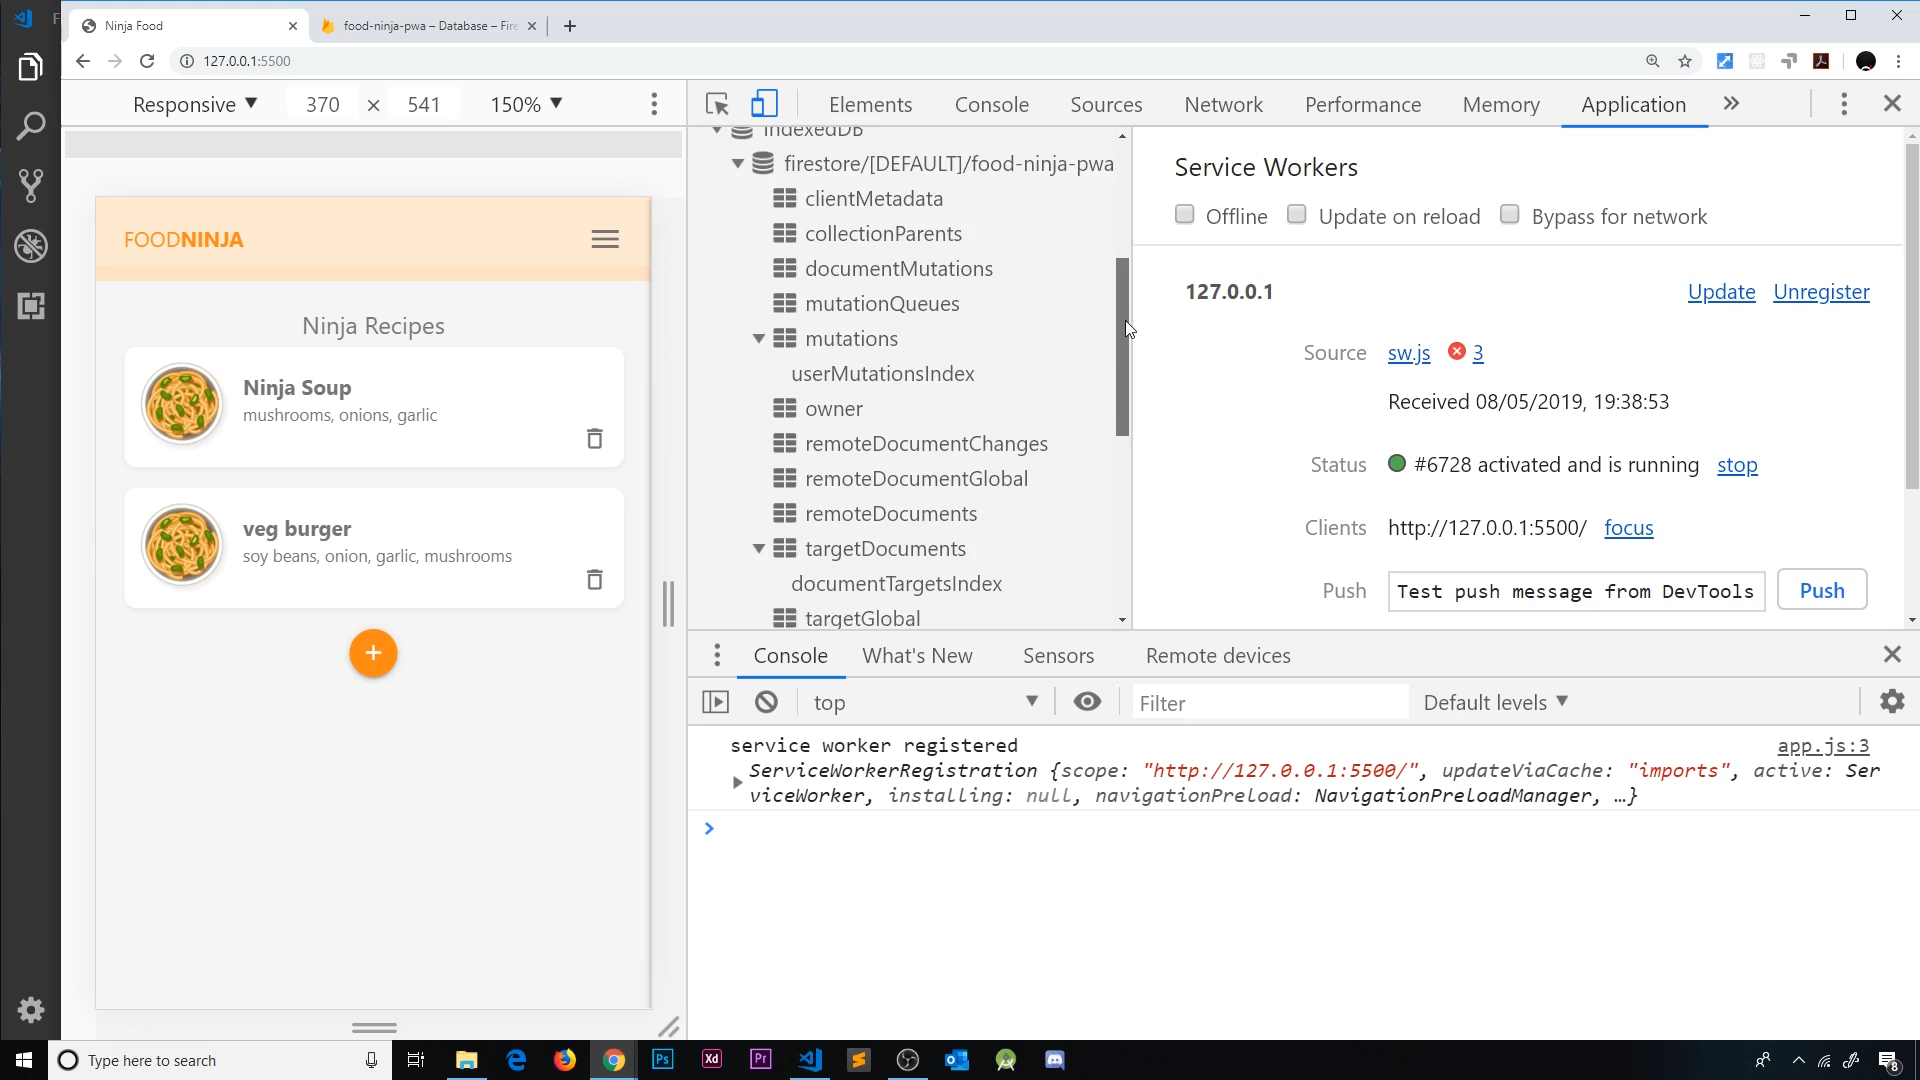 Ninja Food
food-ninja-pwa – Database – Fire
127.0.0.1:5500
Responsive ▼ 370 × 541 150% ▼
Elements Console Sources Network Performance Memory Application »
FOODNINJA
Ninja Recipes
Ninja Soup
mushrooms, onions, garlic
veg burger
soy beans, onion, garlic, mushrooms
+
IndexedDB
firestore/[DEFAULT]/food-ninja-pwa
clientMetadata
collectionParents
documentMutations
mutationQueues
mutations
userMutationsIndex
owner
remoteDocumentChanges
remoteDocumentGlobal
remoteDocuments
targetDocuments
documentTargetsIndex
targetGlobal
Service Workers
Offline Update on reload Bypass for network
127.0.0.1 Update Unregister
Source sw.js 3
Received 08/05/2019, 19:38:53
Status #6728 activated and is running stop
Clients http://127.0.0.1:5500/ focus
Push Test push message from DevTools Push
Console What's New Sensors Remote devices
top Filter Default levels ▼
service worker registered app.js:3
ServiceWorkerRegistration {scope: "http://127.0.0.1:5500/", updateViaCache: "imports", active: Ser
viceWorker, installing: null, navigationPreload: NavigationPreloadManager, …}
Type here to search
Ps
Xd
Pr
8